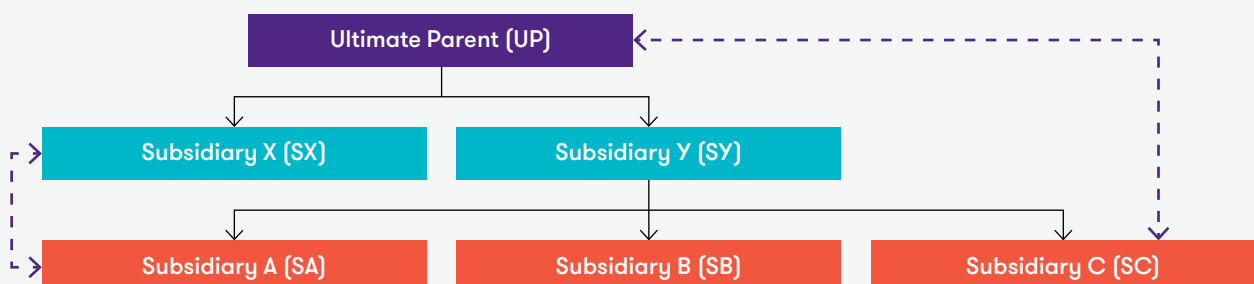 Ultimate Parent (UP)
Subsidiary X (SX)
Subsidiary Y (SY)
Subsidiary A (SA)
Subsidiary B (SB)
Subsidiary C (SC)